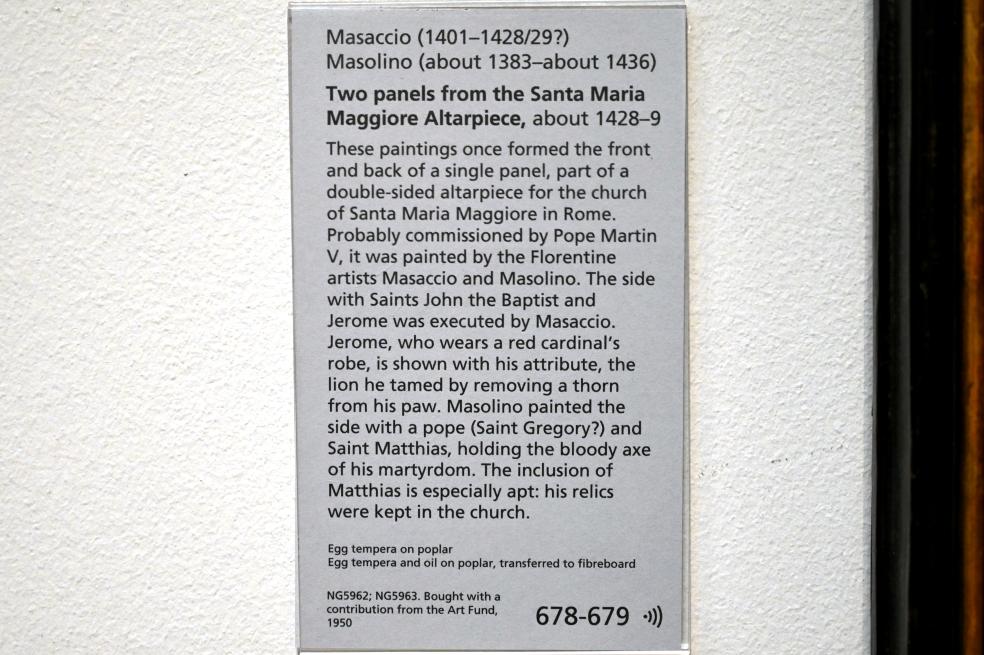 Masaccio (1401–1428/29?)
Masolino (about 1383–about 1436)
Two panels from the Santa Maria
Maggiore Altarpiece, about 1428–9
These paintings once formed the front
and back of a single panel, part of a
double-sided altarpiece for the church
of Santa Maria Maggiore in Rome.
Probably commissioned by Pope Martin
V, it was painted by the Florentine
artists Masaccio and Masolino. The side
with Saints John the Baptist and
Jerome was executed by Masaccio.
Jerome, who wears a red cardinal's
robe, is shown with his attribute, the
lion he tamed by removing a thorn
from his paw. Masolino painted the
side with a pope (Saint Gregory?) and
Saint Matthias, holding the bloody axe
of his martyrdom. The inclusion of
Matthias is especially apt: his relics
were kept in the church.
Egg tempera on poplar
Egg tempera and oil on poplar, transferred to fibreboard
NG5962; NG5963. Bought with a
contribution from the Art Fund,
1950
678-679